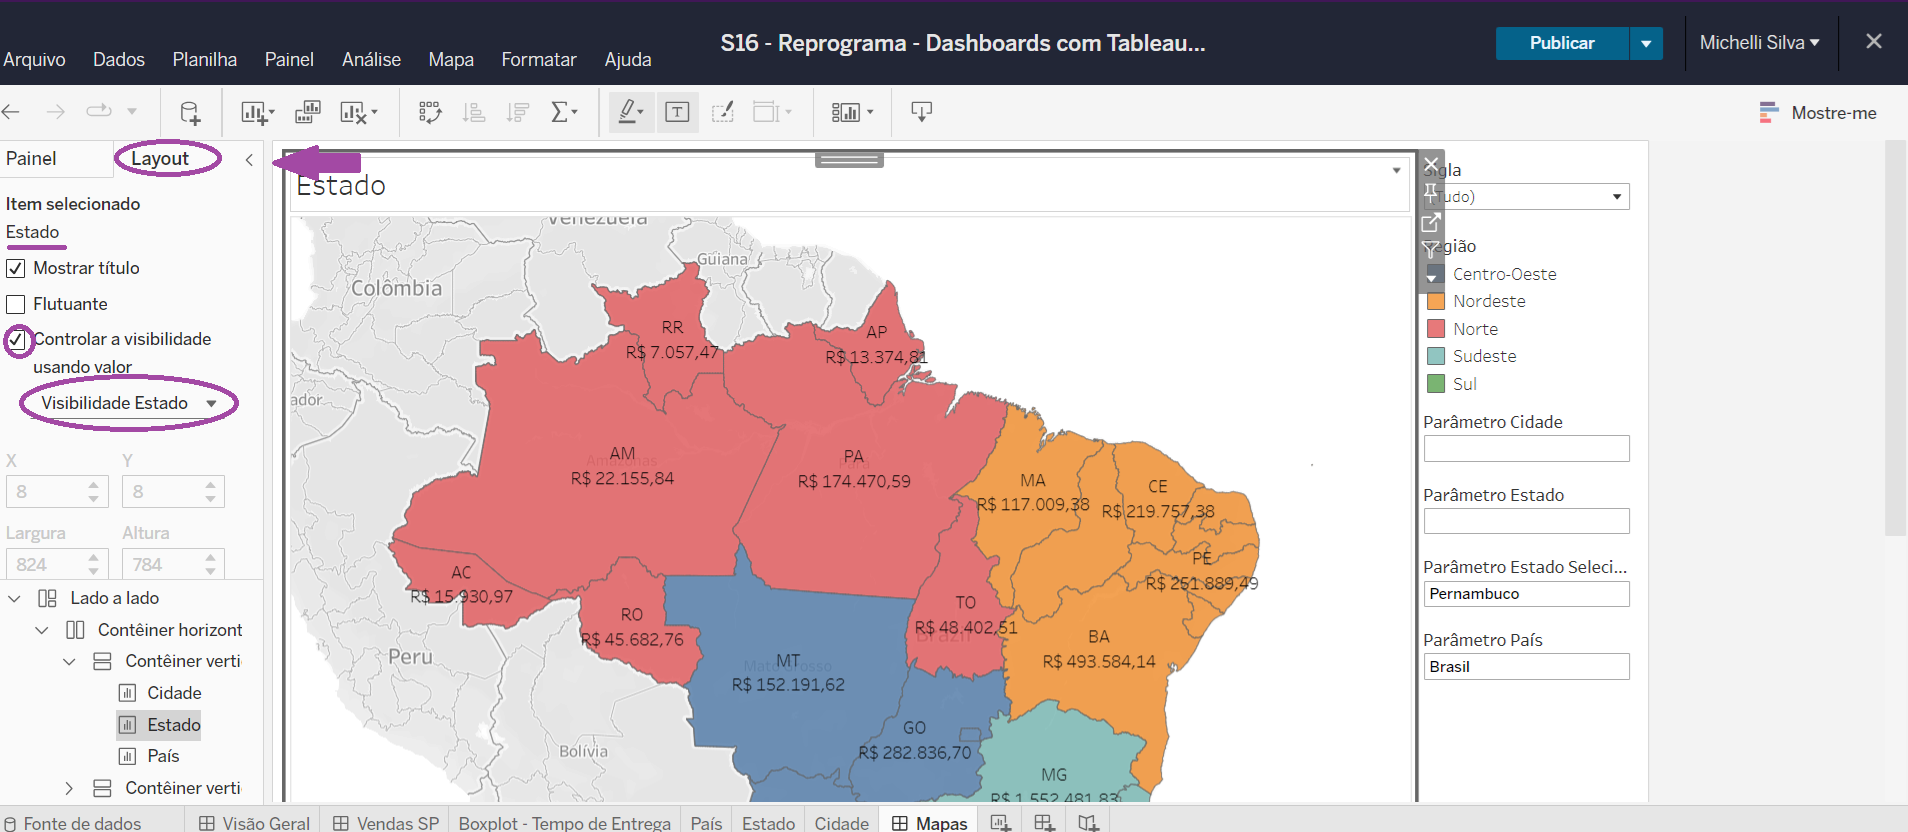 S16 - Reprograma - Dashboards com Tableau...
Publicar
Michelli Silva
Arquivo Dados Planilha Painel Análise Mapa Formatar Ajuda
Mostre-me
Painel Layout
Item selecionado
Estado
Mostrar título
Flutuante
Controlar a visibilidade
usando valor
Visibilidade Estado
X Y
8 8
Largura Altura
824 784
Lado a lado
Contêiner horizont
Contêiner verti
Cidade
Estado
País
Contêiner verti
Estado
Venezuela
Guiana
Colômbia
ador
Peru
Bolívia
Brazil
Amazonas
Pará
Mato Grosso
RR
R$ 7.057,47
AP
R$ 13.374,81
AM
R$ 22.155,84
PA
R$ 174.470,59
MA
R$ 117.009,38
CE
R$ 219.757,38
PE
R$ 251.889,49
AC
R$ 15.930,97
RO
R$ 45.682,76
TO
R$ 48.402,51
BA
R$ 493.584,14
MT
R$ 152.191,62
GO
R$ 282.836,70
MG
R$ 1.552.481,83
Sigla
(Tudo)
Região
Centro-Oeste
Nordeste
Norte
Sudeste
Sul
Parâmetro Cidade
Parâmetro Estado
Parâmetro Estado Seleci...
Pernambuco
Parâmetro País
Brasil
Fonte de dados Visão Geral Vendas SP Boxplot - Tempo de Entrega País Estado Cidade Mapas